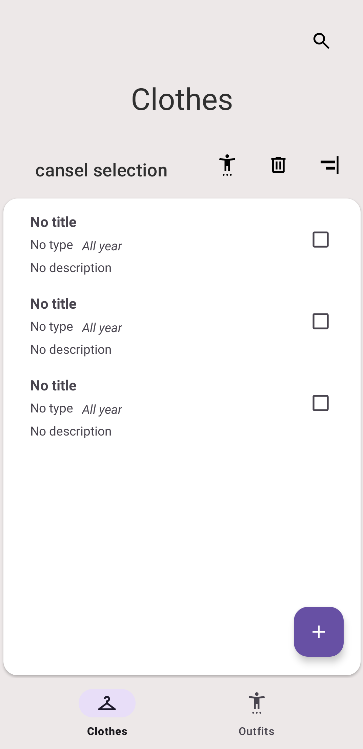 Clothes
cansel selection
No title
No type All year
No description
No title
No type All year
No description
No title
No type All year
No description
Clothes
Outfits